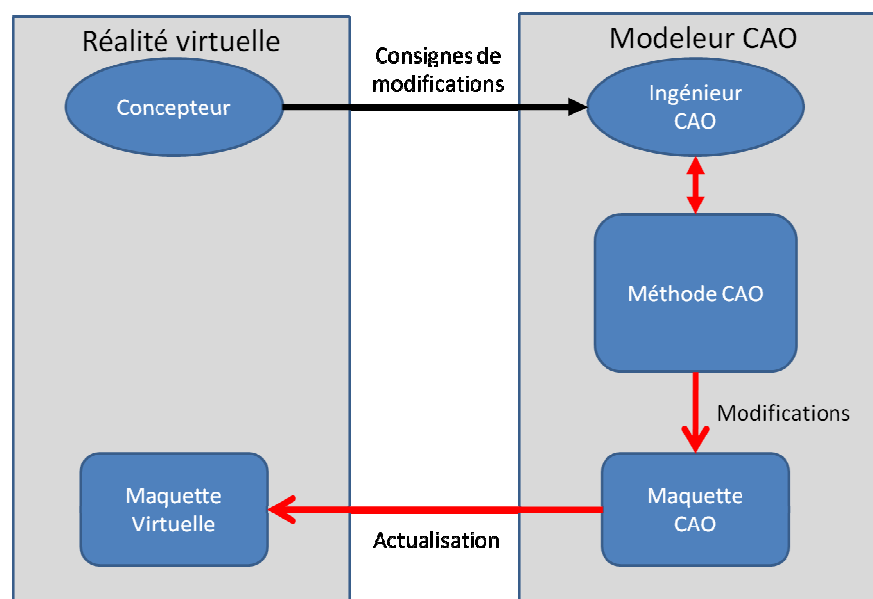 Réalité virtuelle
Modeleur CAO
Consignes de
modifications
Concepteur
Ingénieur
CAO
Méthode CAO
Modifications
Maquette
Virtuelle
Maquette
CAO
Actualisation